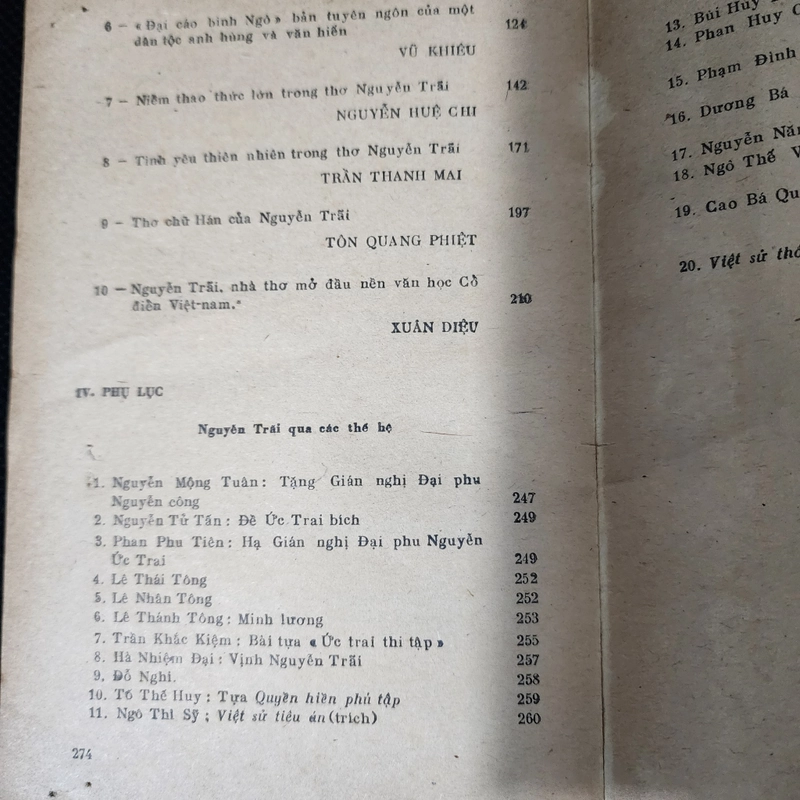 6 — « Đại cáo bình Ngô » bản tuyên ngôn của một
dân tộc anh hùng và văn hiến 124
VŨ KHIÊU
7 — Niềm thao thức lớn trong thơ Nguyễn Trãi 142
NGUYỄN HUỆ CHI
8 — Tình yêu thiên nhiên trong thơ Nguyễn Trãi 171
TRẦN THANH MẠI
9 — Thơ chữ Hán của Nguyễn Trãi 197
TÔN QUANG PHIỆT
10 — Nguyễn Trãi, nhà thơ mở đầu nền văn học Cổ
điển Việt-nam. 210
XUÂN DIỆU
IV. PHỤ LỤC
Nguyễn Trãi qua các thế hệ
1. Nguyễn Mộng Tuân : Tặng Gián nghị Đại phu
Nguyễn công 247
2. Nguyễn Tử Tấn : Đề Ức Trai bích 249
3. Phan Phu Tiên : Hạ Gián nghị Đại phu Nguyễn
Ức Trai 249
4. Lê Thái Tông 252
5. Lê Nhân Tông 252
6. Lê Thánh Tông : Minh lương 253
7. Trần Khắc Kiệm : Bài tựa « Ức trai thi tập » 255
8. Hà Nhiệm Đại : Vịnh Nguyễn Trãi 257
9. Đỗ Nghi. 258
10. Tô Thế Huy : Tựa Quyền hiền phủ tập 259
11. Ngô Thì Sỹ ; Việt sử tiêu án (trích) 260
274
13. Bùi Huy
14. Phan Huy
15. Phạm Đình
16. Dương Bá
17. Nguyễn Năn
18. Ngô Thế V
19. Cao Bá Qu
20. Việt sử thô